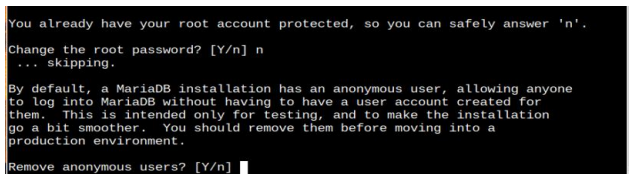 You already have your root account protected, so you can safely answer 'n'.
Change the root password? [Y/n] n
... skipping.
By default, a MariaDB installation has an anonymous user, allowing anyone
to log into MariaDB without having to have a user account created for
them.  This is intended only for testing, and to make the installation
go a bit smoother.  You should remove them before moving into a
production environment.
Remove anonymous users? [Y/n]